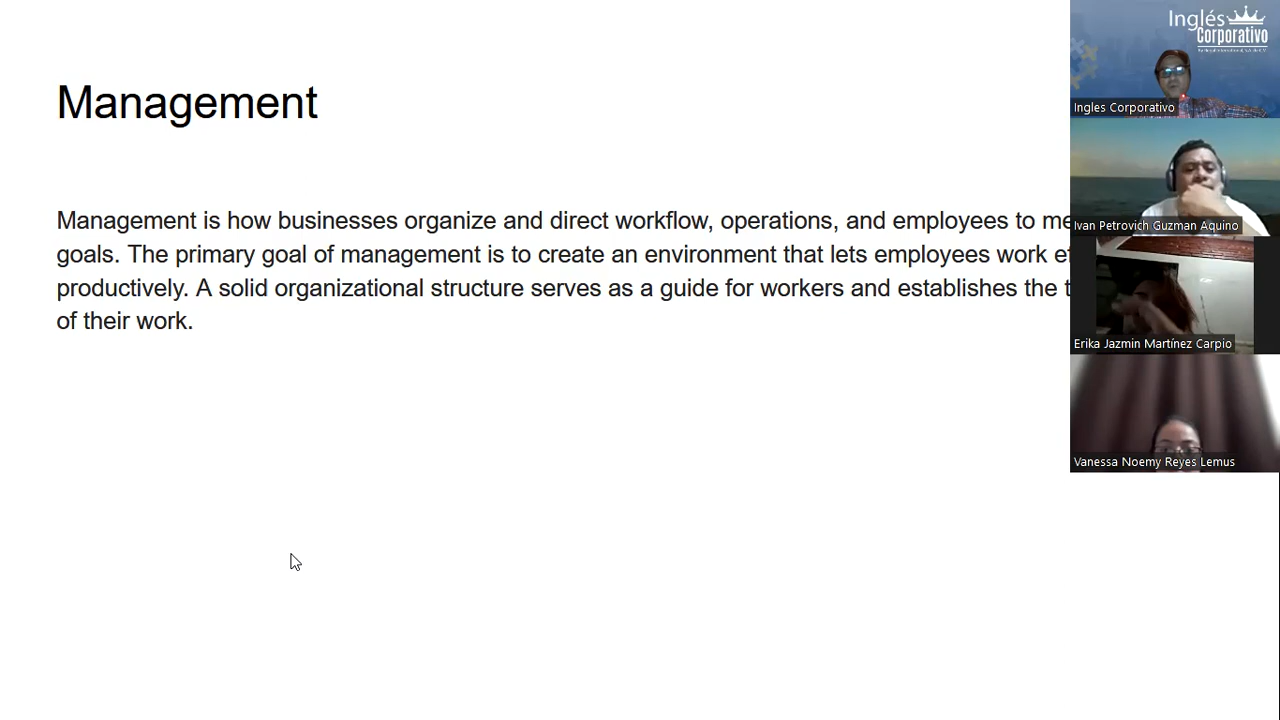 Management
Management is how businesses organize and direct workflow, operations, and employees to
goals. The primary goal of management is to create an environment that lets employees work
productively. A solid organizational structure serves as a guide for workers and establishes the
of their work.
Inglés
Corporativo
Ingles Corporativo
Ivan Petrovich Guzman Aquino
Erika Jazmin Martínez Carpio
Vanessa Noemy Reyes Lemus